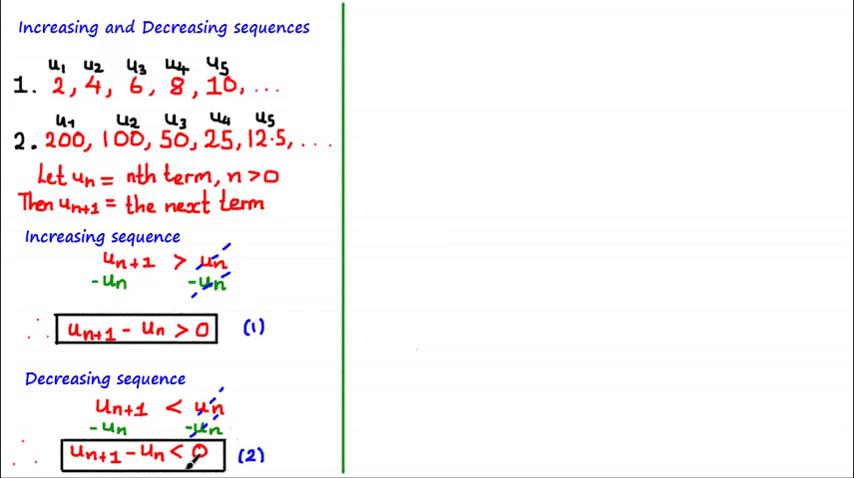 Increasing and Decreasing sequences
u1 u2 u3 u4 u5
1. 2, 4, 6, 8, 10, ...
u1 u2 u3 u4 u5
2. 200, 100, 50, 25, 12.5, ...
Let un = nth term, n > 0
Then un+1 = the next term
Increasing sequence
un+1 > un
-un -un
∴ un+1 - un > 0 (1)
Decreasing sequence
un+1 < un
-un -un
∴ un+1 - un < 0 (2)